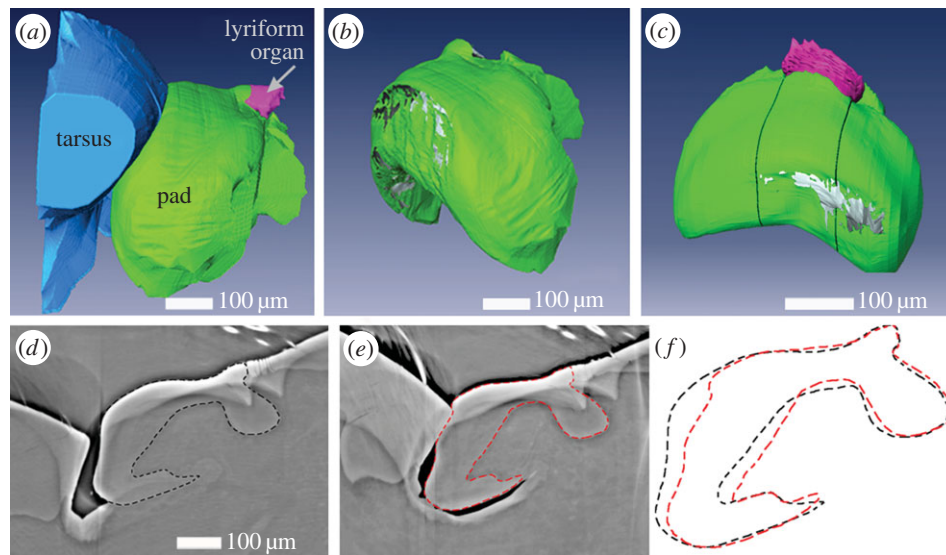 (a)
lyriform
organ
tarsus
pad
100 µm
(b)
100 µm
(c)
100 µm
(d)
100 µm
(e)
(f)